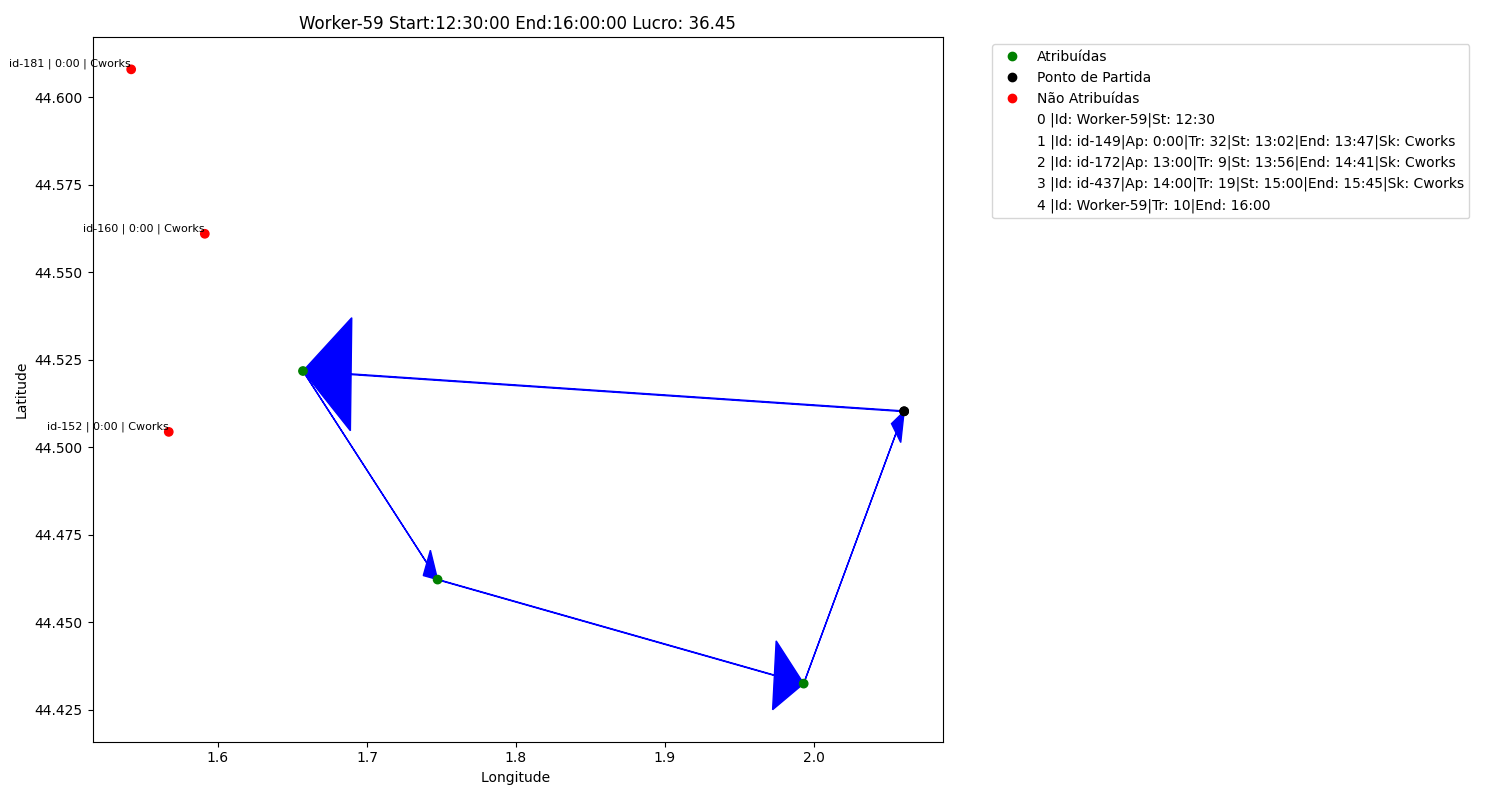 Worker-59 Start:12:30:00 End:16:00:00 Lucro: 36.45
id-181 | 0:00 | Cworks
id-160 | 0:00 | Cworks
id-152 | 0:00 | Cworks
44.600
44.575
44.550
44.525
44.500
44.475
44.450
44.425
Latitude
1.6
1.7
1.8
1.9
2.0
Longitude
Atribuídas
Ponto de Partida
Não Atribuídas
0 |Id: Worker-59|St: 12:30
1 |Id: id-149|Ap: 0:00|Tr: 32|St: 13:02|End: 13:47|Sk: Cworks
2 |Id: id-172|Ap: 13:00|Tr: 9|St: 13:56|End: 14:41|Sk: Cworks
3 |Id: id-437|Ap: 14:00|Tr: 19|St: 15:00|End: 15:45|Sk: Cworks
4 |Id: Worker-59|Tr: 10|End: 16:00